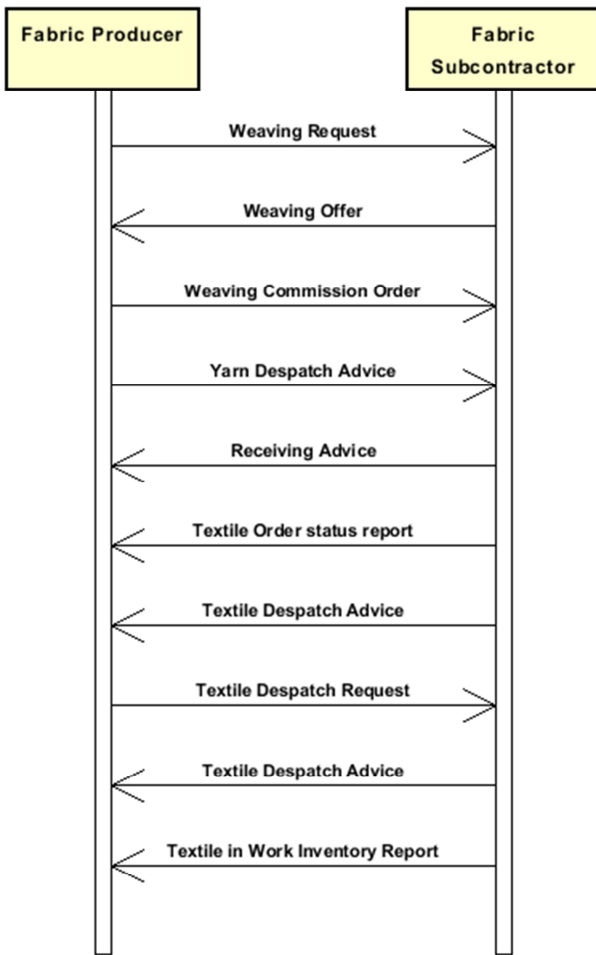 Fabric Producer
Fabric
Subcontractor
Weaving Request
Weaving Offer
Weaving Commission Order
Yarn Despatch Advice
Receiving Advice
Textile Order status report
Textile Despatch Advice
Textile Despatch Request
Textile Despatch Advice
Textile in Work Inventory Report